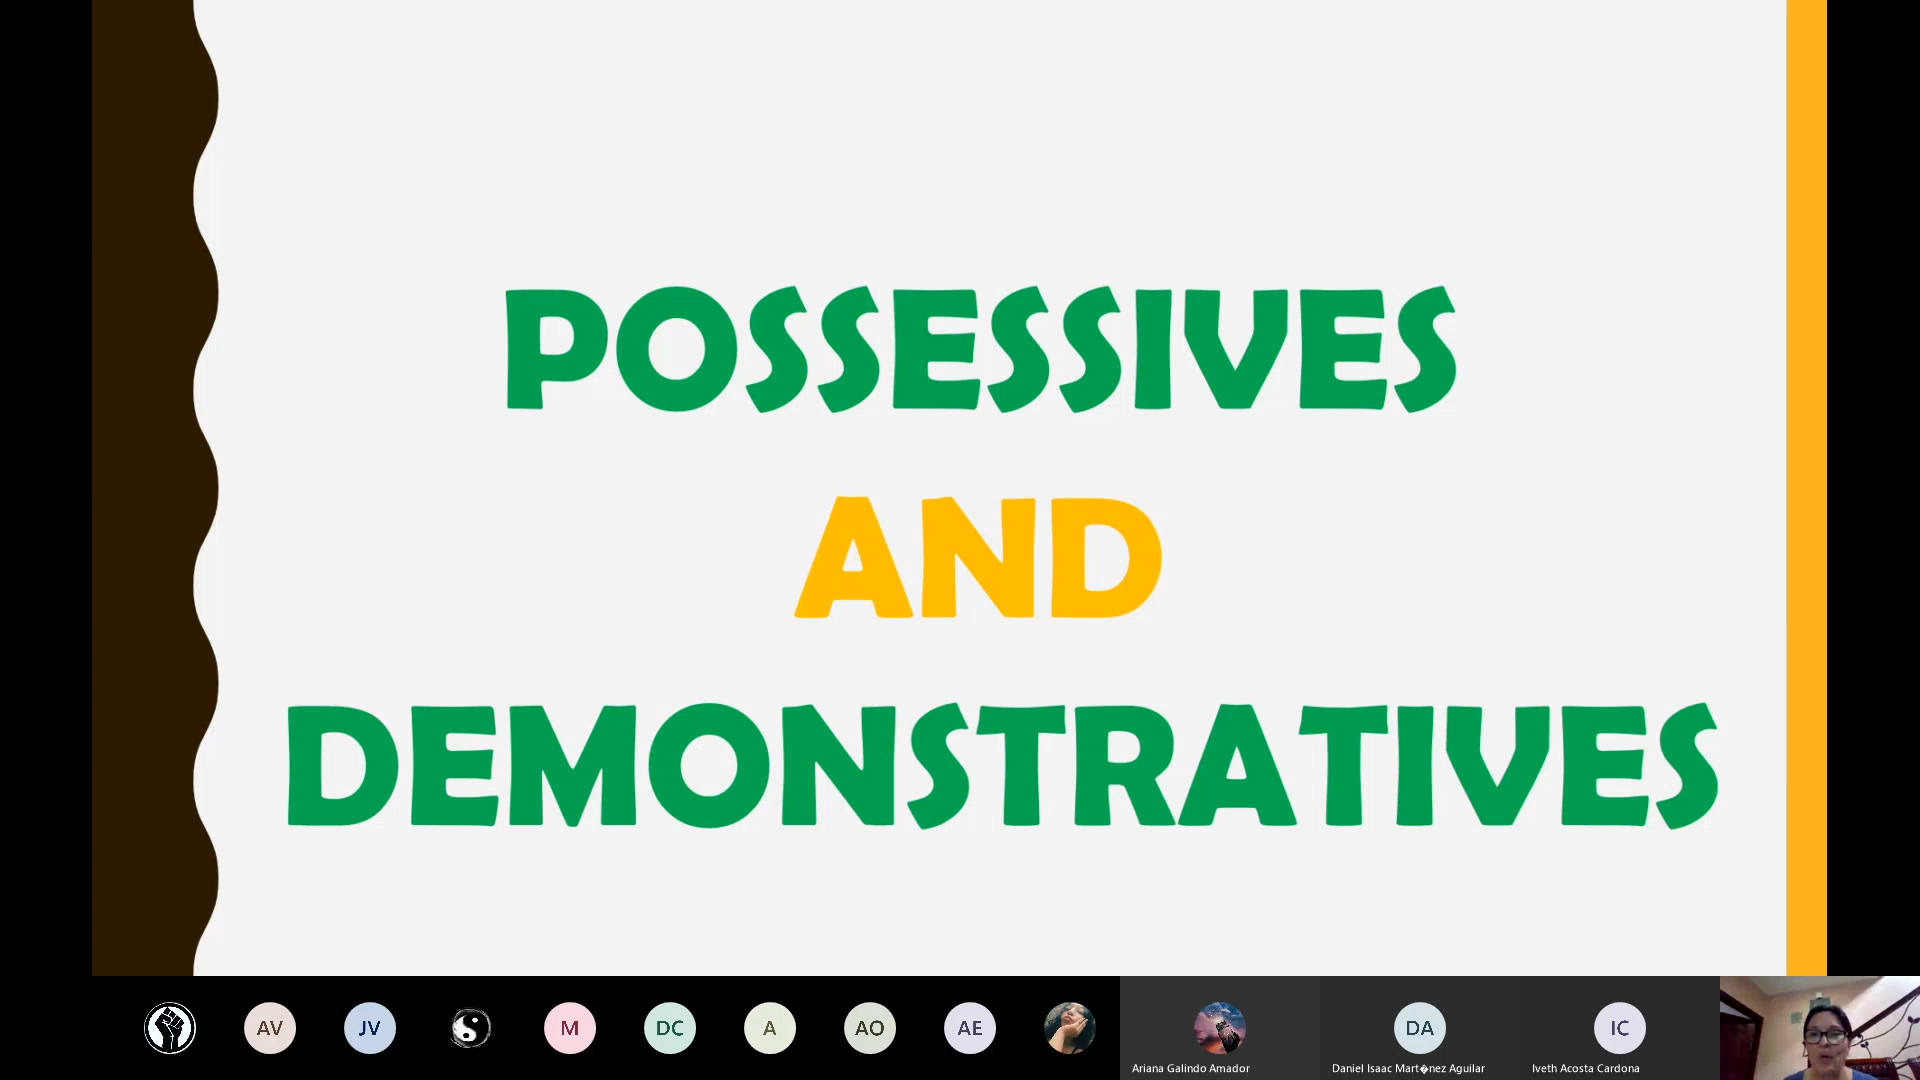 POSSESSIVES
AND
DEMONSTRATIVES
AV
JV
M
DC
A
AO
AE
DA
IC
Ariana Galindo Amador
Daniel Isaac Mart�nez Aguilar
Iveth Acosta Cardona